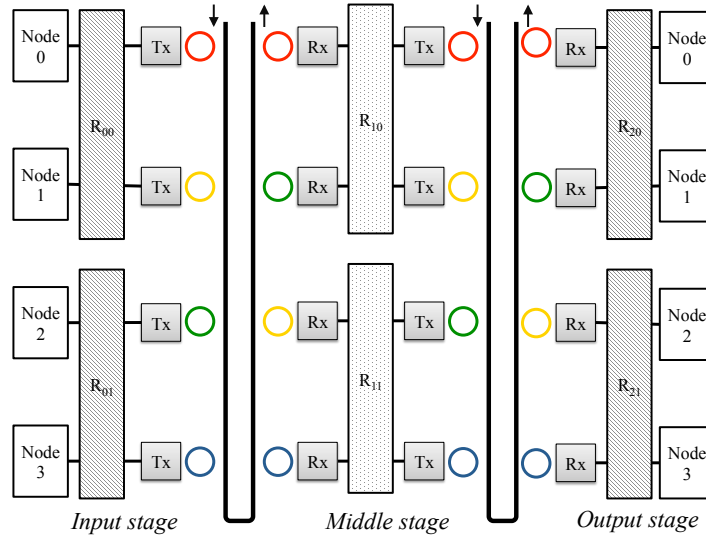 Node
0
Tx
Rx
Tx
Rx
Node
0
R00
R10
R20
Node
1
Tx
Rx
Tx
Rx
Node
1
Node
2
Tx
Rx
Tx
Rx
Node
2
R01
R11
R21
Node
3
Tx
Rx
Tx
Rx
Node
3
Input stage
Middle stage
Output stage